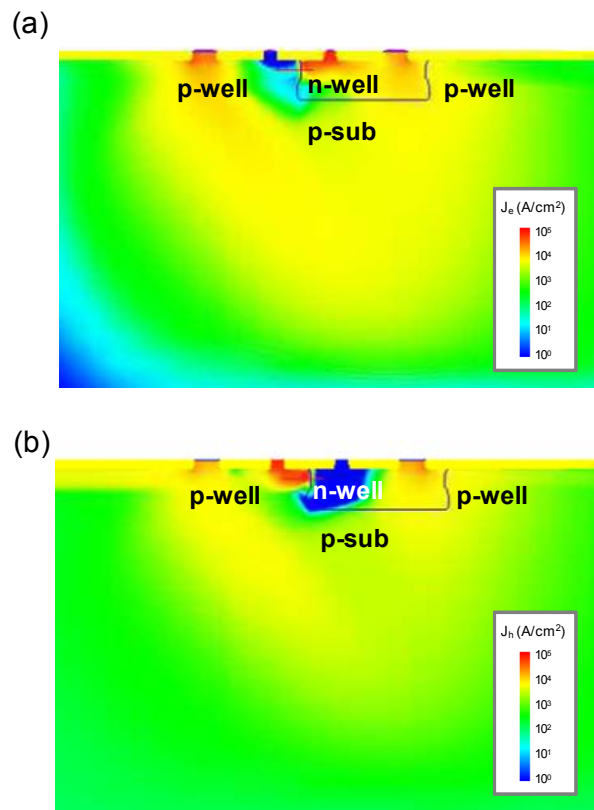 (a)
p-well n-well p-well
p-sub
Jₑ (A/cm²)
10⁵
10⁴
10³
10²
10¹
10⁰
(b)
p-well n-well p-well
p-sub
Jₕ (A/cm²)
10⁵
10⁴
10³
10²
10¹
10⁰